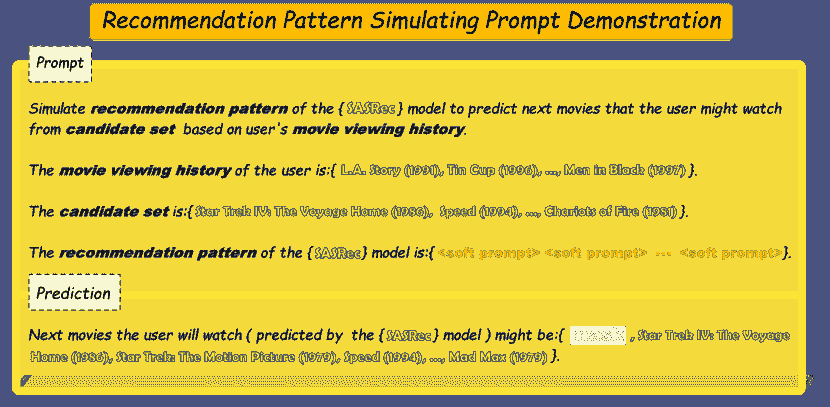 Recommendation Pattern Simulating Prompt Demonstration
Prompt
Simulate recommendation pattern of the { SASRec } model to predict next movies that the user might watch
from candidate set based on user's movie viewing history.
The movie viewing history of the user is:{ L.A. Story (1991), Tin Cup (1996), ..., Men in Black (1997) }.
The candidate set is:{ Star Trek IV: The Voyage Home (1986), Speed (1994), ..., Chariots of Fire (1981) }.
The recommendation pattern of the { SASRec } model is:{ <soft prompt> <soft prompt> ... <soft prompt> }.
Prediction
Next movies the user will watch ( predicted by the { SASRec } model ) might be:{ , Star Trek IV: The Voyage
Home (1986), Star Trek: The Motion Picture (1979), Speed (1994), ..., Mad Max (1979) }.